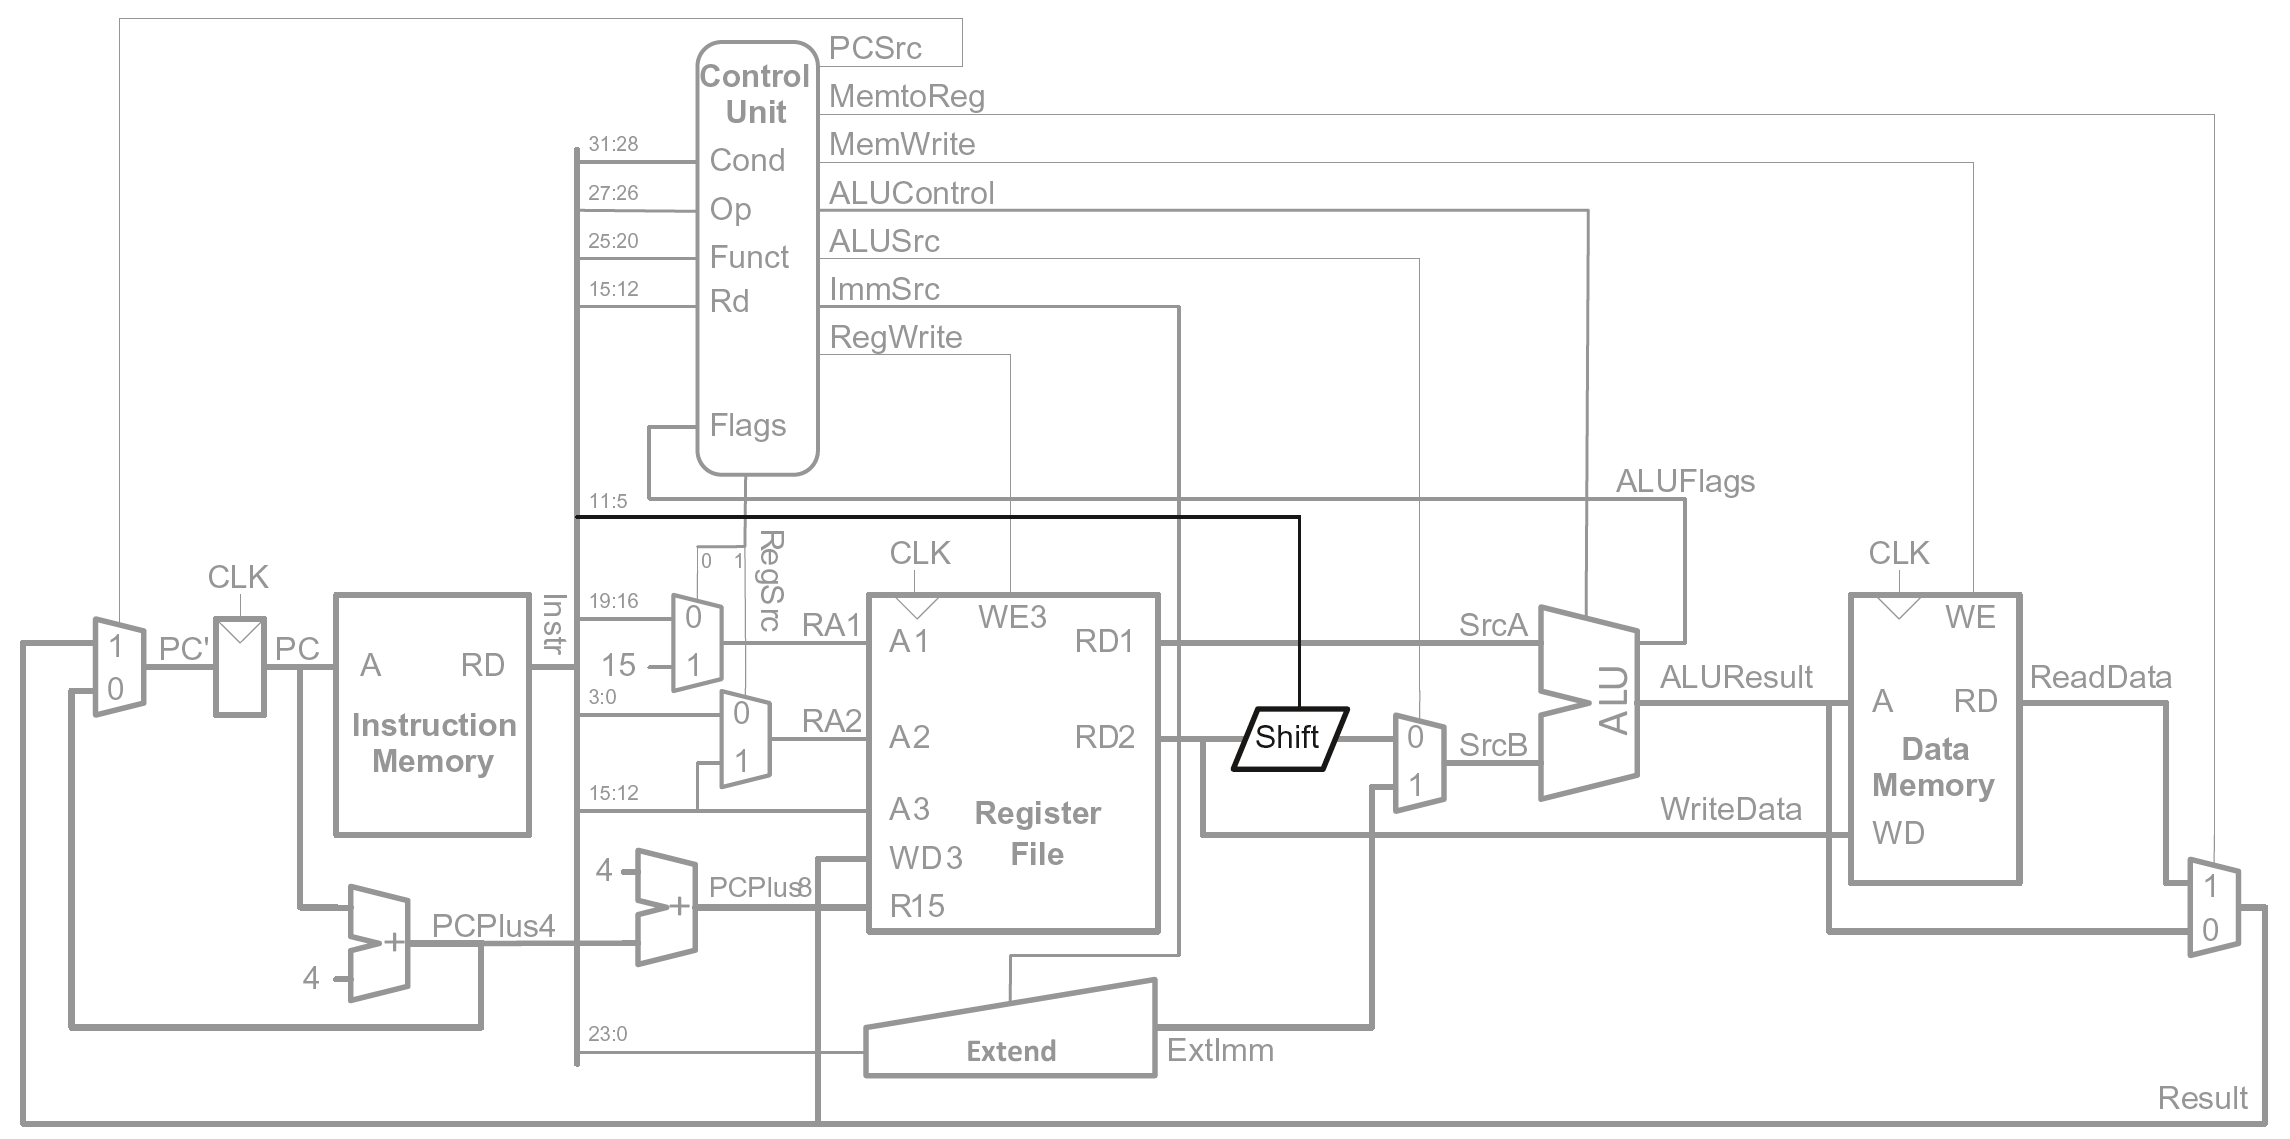 PCSrc
Control
Unit
MemtoReg
MemWrite
31:28
Cond
27:26
Op
ALUControl
25:20
Funct
ALUSrc
15:12
Rd
ImmSrc
RegWrite
Flags
ALUFlags
11:5
0 1
RegSrc
CLK
CLK
CLK
Instr
19:16
0
15
1
RA1
A1
WE3
RD1
SrcA
WE
1
0
PC'
PC
A
RD
Instruction
Memory
3:0
0
1
RA2
A2
RD2
Shift
0
1
SrcB
ALU
ALUResult
A
RD
ReadData
Data
Memory
WriteData
WD
15:12
A3
Register
File
4
+
PCPlus8
WD3
R15
1
0
PCPlus4
+
4
23:0
Extend
ExtImm
Result